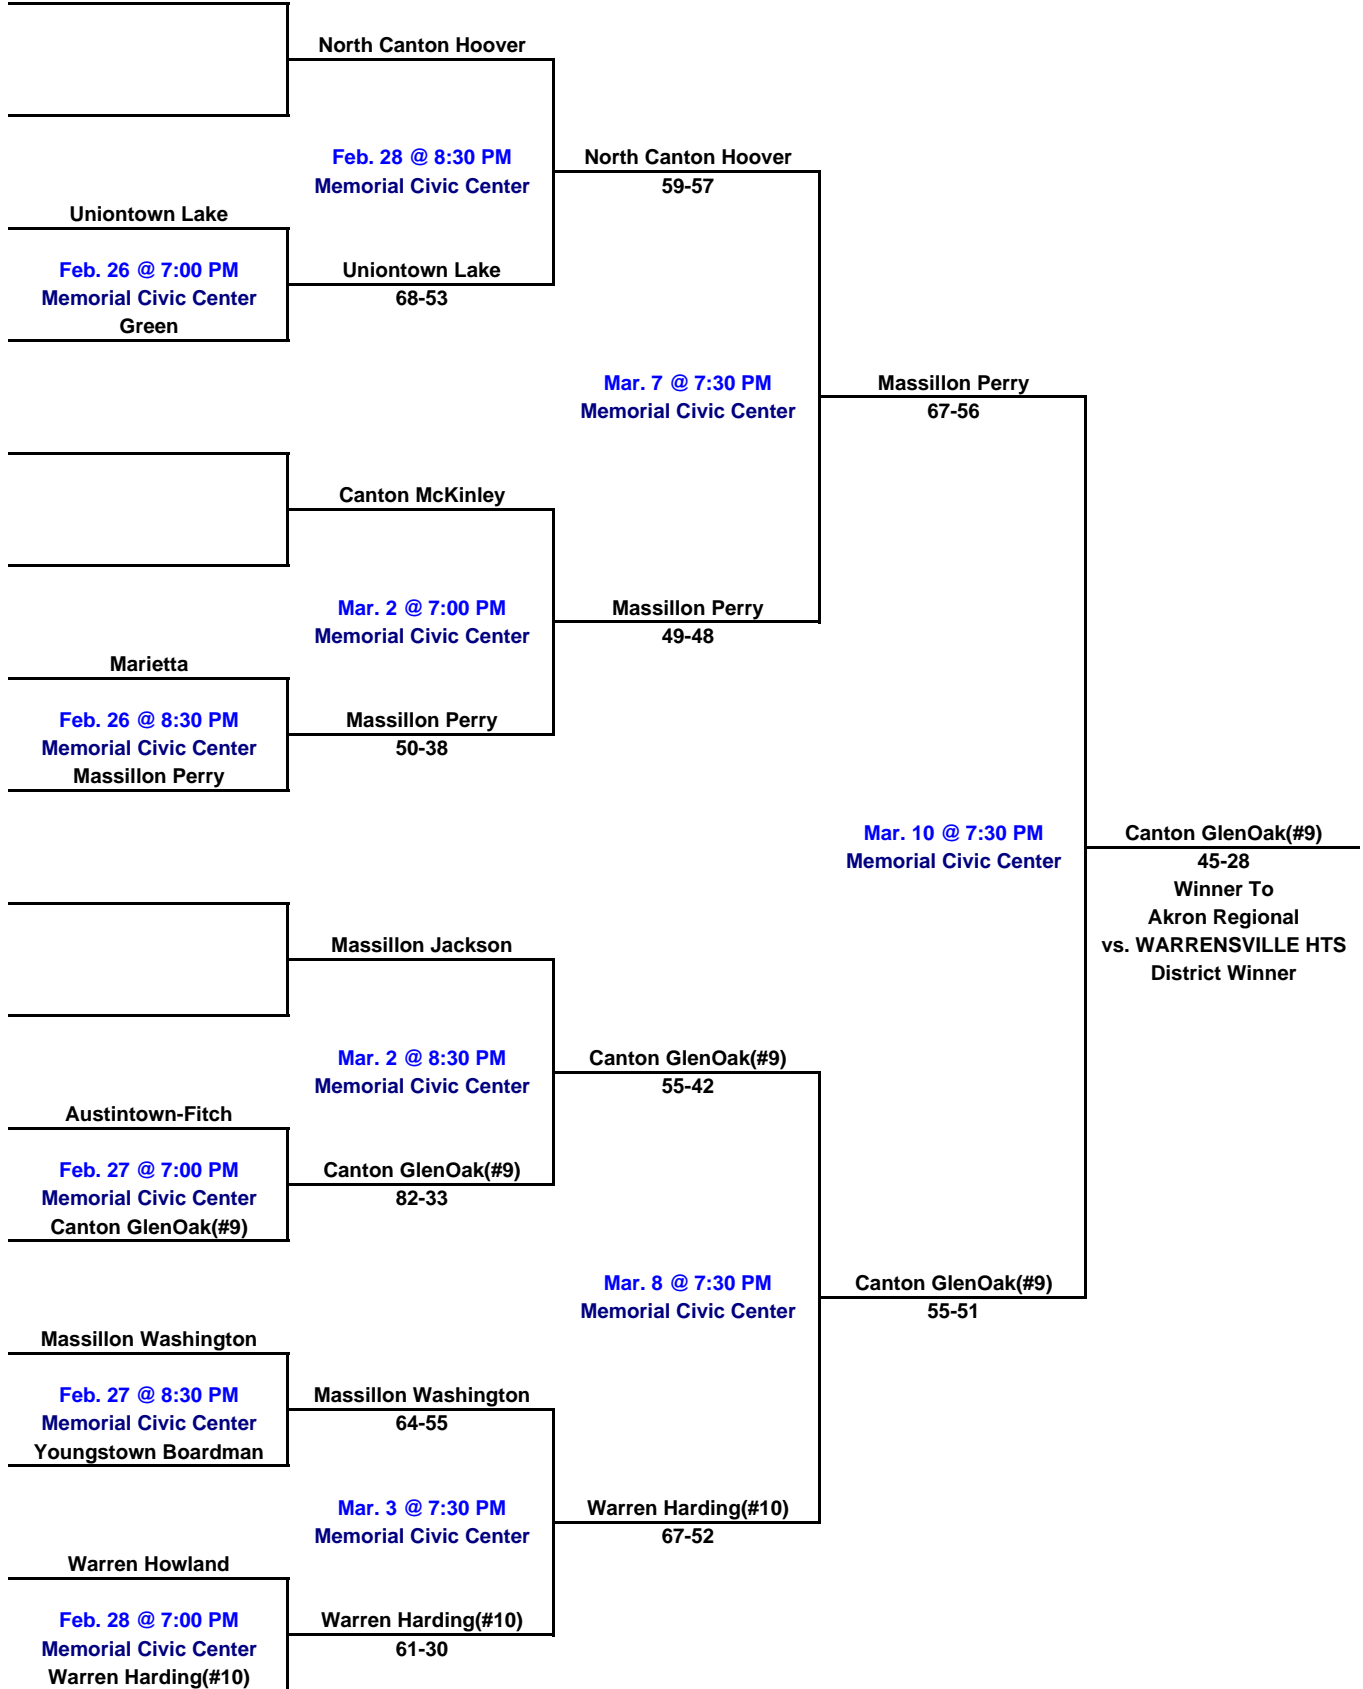 North Canton Hoover
Feb. 28 @ 8:30 PM
Memorial Civic Center
North Canton Hoover
59-57
Uniontown Lake
Feb. 26 @ 7:00 PM
Memorial Civic Center
Green
Uniontown Lake
68-53
Mar. 7 @ 7:30 PM
Memorial Civic Center
Massillon Perry
67-56
Canton McKinley
Mar. 2 @ 7:00 PM
Memorial Civic Center
Massillon Perry
49-48
Marietta
Feb. 26 @ 8:30 PM
Memorial Civic Center
Massillon Perry
Massillon Perry
50-38
Mar. 10 @ 7:30 PM
Memorial Civic Center
Canton GlenOak(#9)
45-28
Winner To
Akron Regional
vs. WARRENSVILLE HTS
District Winner
Massillon Jackson
Mar. 2 @ 8:30 PM
Memorial Civic Center
Canton GlenOak(#9)
55-42
Austintown-Fitch
Feb. 27 @ 7:00 PM
Memorial Civic Center
Canton GlenOak(#9)
Canton GlenOak(#9)
82-33
Mar. 8 @ 7:30 PM
Memorial Civic Center
Canton GlenOak(#9)
55-51
Massillon Washington
Feb. 27 @ 8:30 PM
Memorial Civic Center
Youngstown Boardman
Massillon Washington
64-55
Mar. 3 @ 7:30 PM
Memorial Civic Center
Warren Harding(#10)
67-52
Warren Howland
Feb. 28 @ 7:00 PM
Memorial Civic Center
Warren Harding(#10)
Warren Harding(#10)
61-30